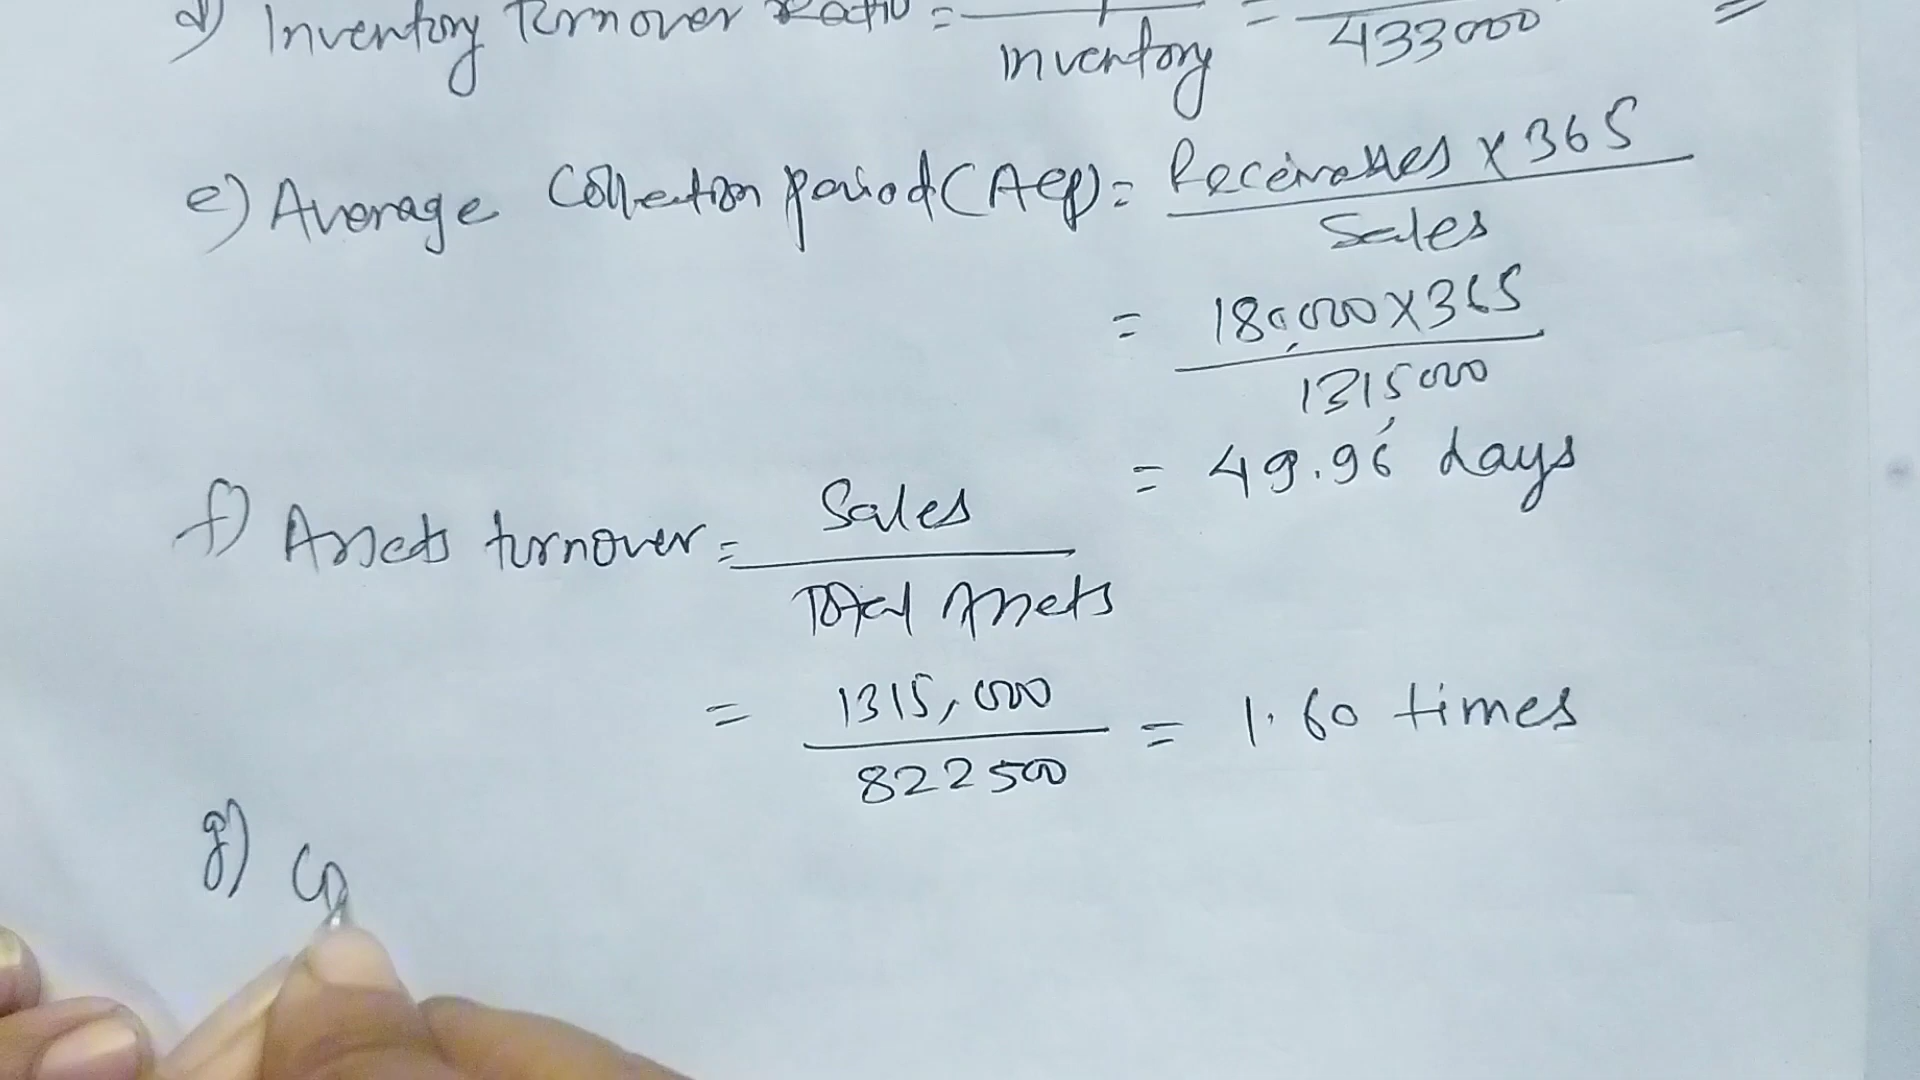 d) Inventory Turnover Ratio = / inventory = / 433000 =
e) Average Collection period (ACP) = Receivables x 365 / Sales
= 180,000 x 365 / 1315000
= 49.96 days
f) Assets turnover = Sales / Total Assets
= 1315,000 / 822500 = 1.60 times
g)